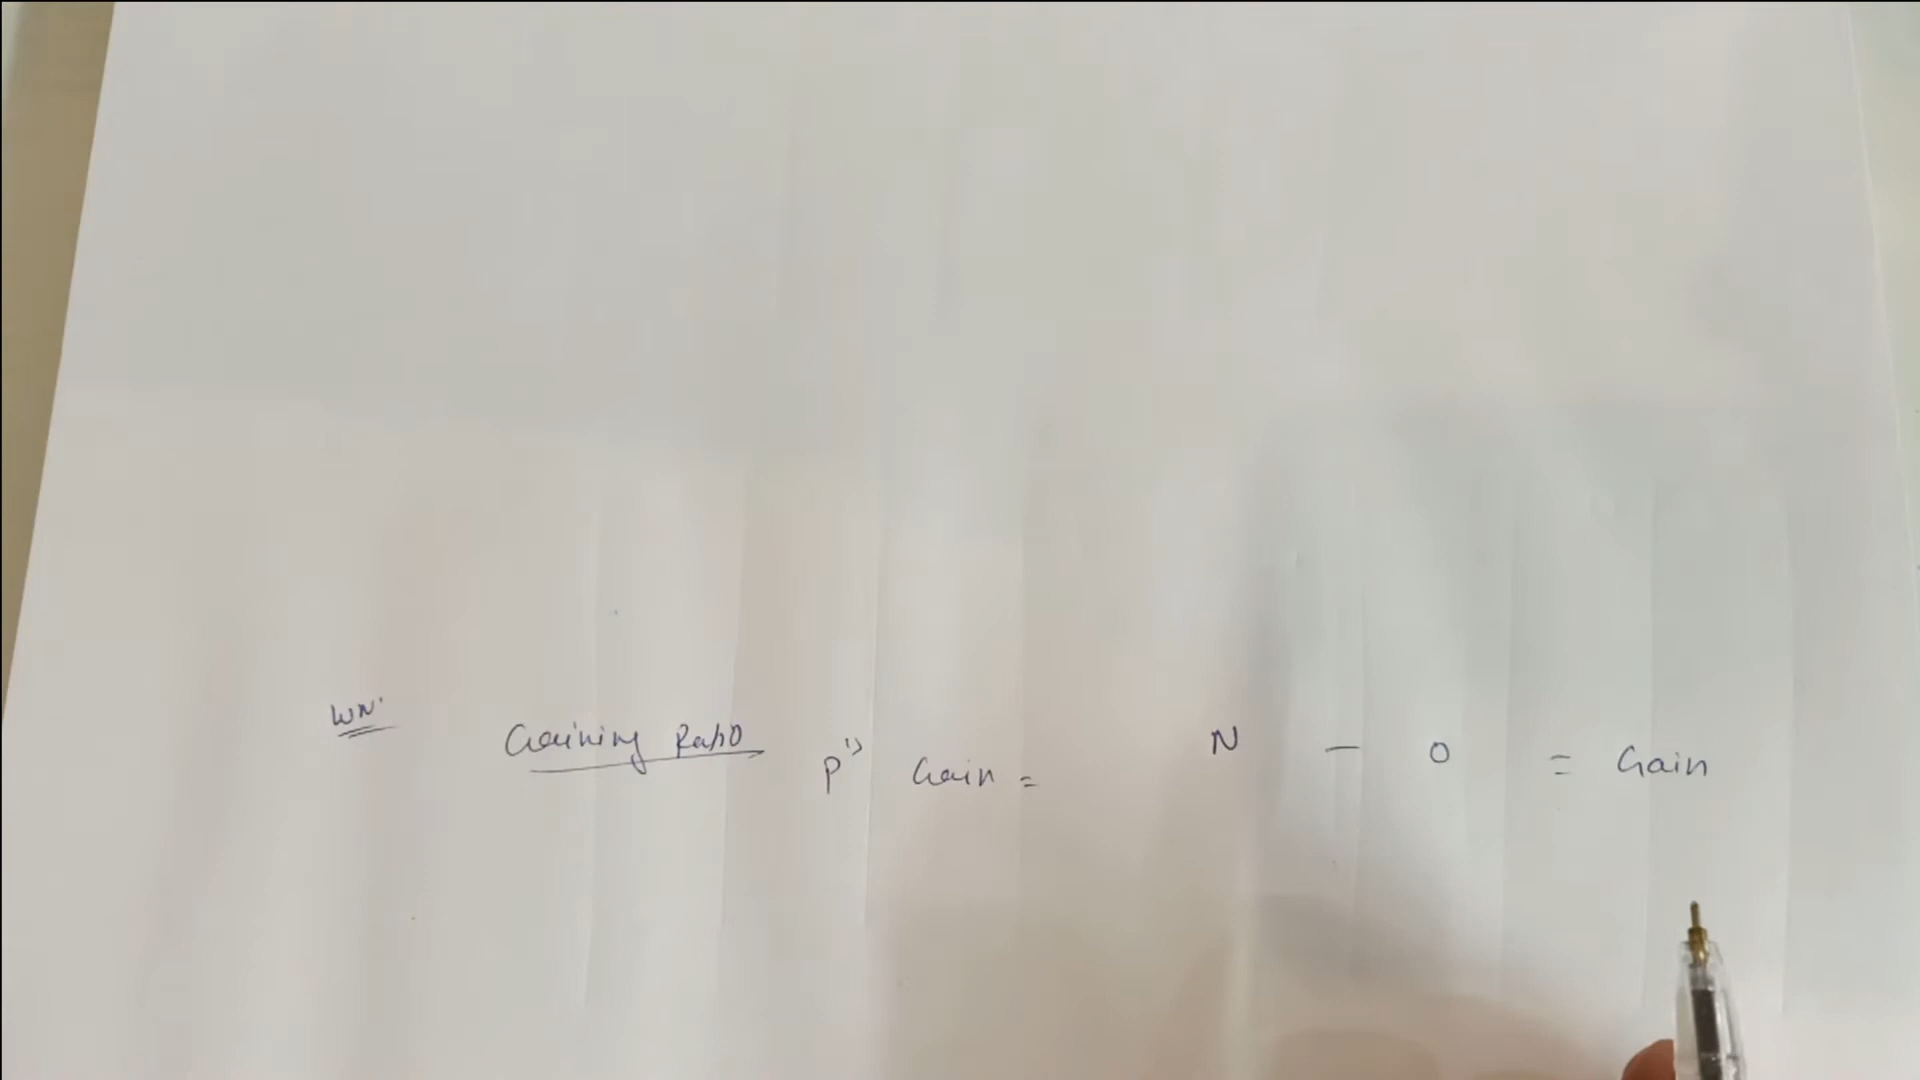 WN.
Gaining Ratio
P's Gain = N - O = Gain